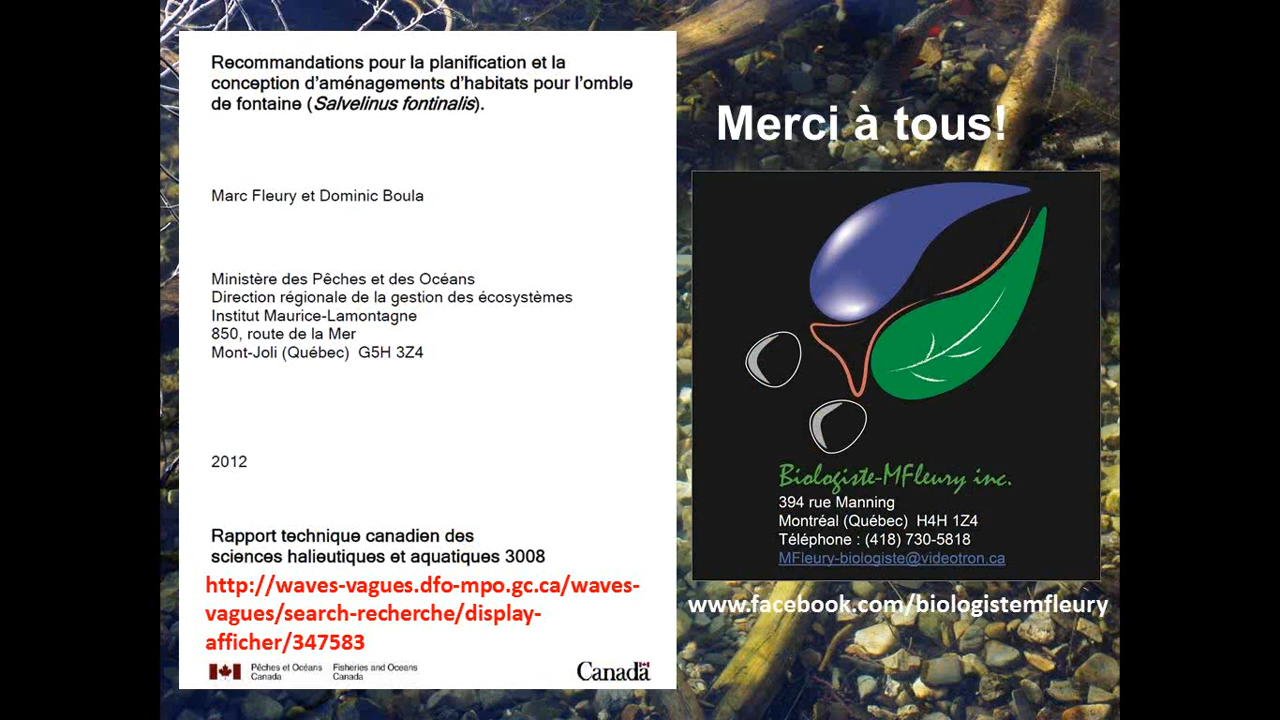 Recommandations pour la planification et la
conception d'aménagements d'habitats pour l'omble
de fontaine (Salvelinus fontinalis).
Marc Fleury et Dominic Boula
Ministère des Pêches et des Océans
Direction régionale de la gestion des écosystèmes
Institut Maurice-Lamontagne
850, route de la Mer
Mont-Joli (Québec) G5H 3Z4
2012
Rapport technique canadien des
sciences halieutiques et aquatiques 3008
http://waves-vagues.dfo-mpo.gc.ca/waves-
vagues/search-recherche/display-
afficher/347583
Pêches et Océans
Canada
Fisheries and Oceans
Canada
Canada
Merci à tous!
Biologiste-MFleury inc.
394 rue Manning
Montréal (Québec) H4H 1Z4
Téléphone : (418) 730-5818
MFleury-biologiste@videotron.ca
www.facebook.com/biologistemfleury